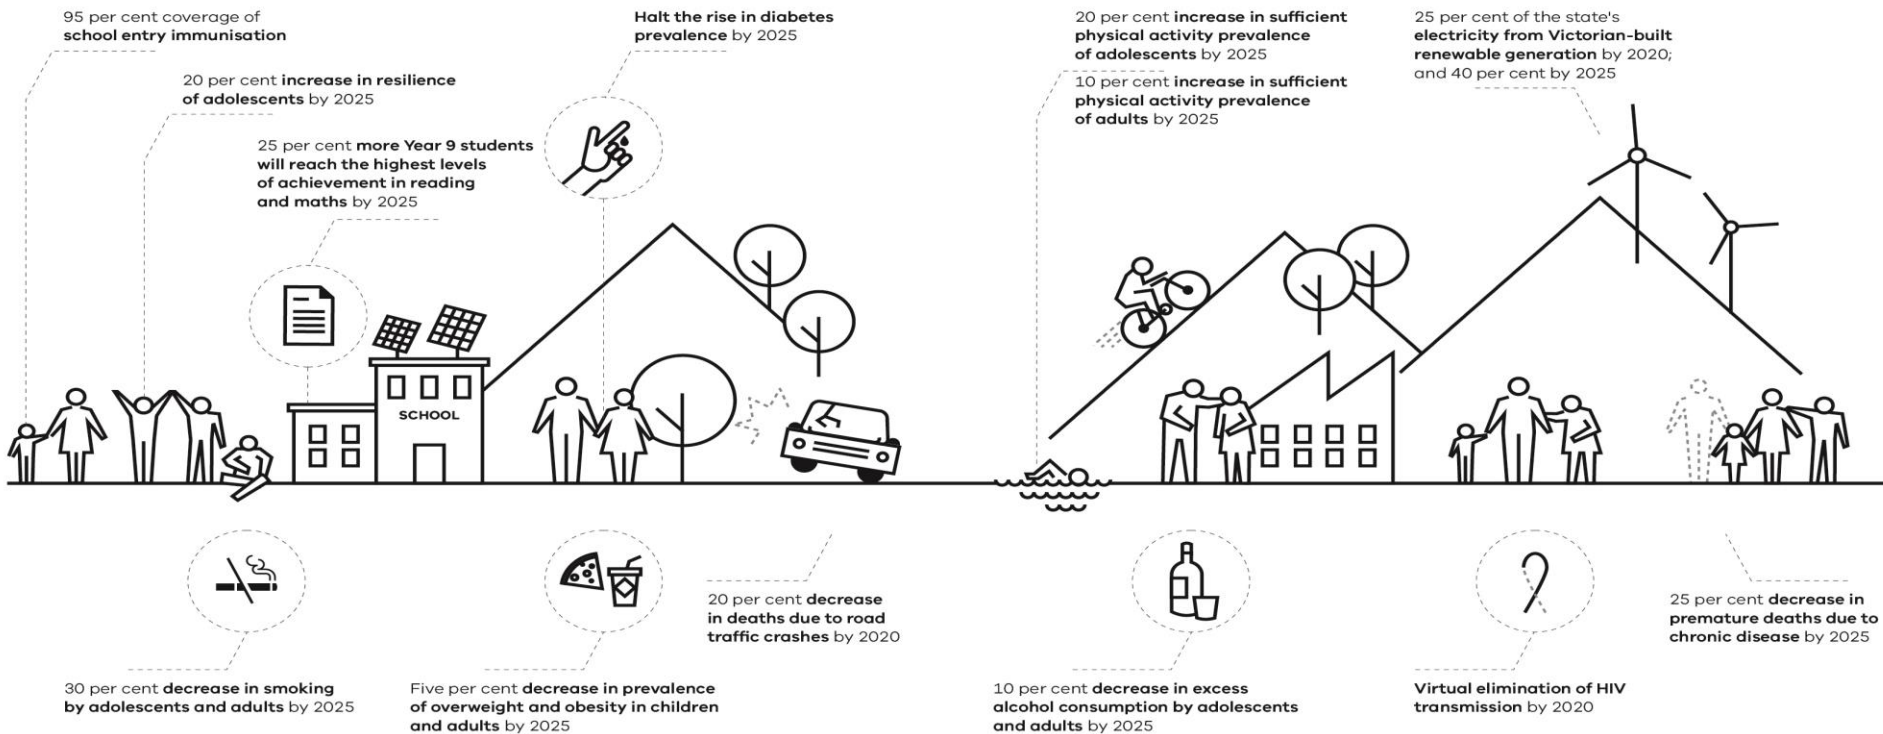 95 per cent coverage of
school entry immunisation
20 per cent increase in resilience
of adolescents by 2025
25 per cent more Year 9 students
will reach the highest levels
of achievement in reading
and maths by 2025
Halt the rise in diabetes
prevalence by 2025
20 per cent increase in sufficient
physical activity prevalence
of adolescents by 2025
10 per cent increase in sufficient
physical activity prevalence
of adults by 2025
25 per cent of the state's
electricity from Victorian-built
renewable generation by 2020;
and 40 per cent by 2025
SCHOOL
30 per cent decrease in smoking
by adolescents and adults by 2025
Five per cent decrease in prevalence
of overweight and obesity in children
and adults by 2025
20 per cent decrease
in deaths due to road
traffic crashes by 2020
10 per cent decrease in excess
alcohol consumption by adolescents
and adults by 2025
Virtual elimination of HIV
transmission by 2020
25 per cent decrease in
premature deaths due to
chronic disease by 2025